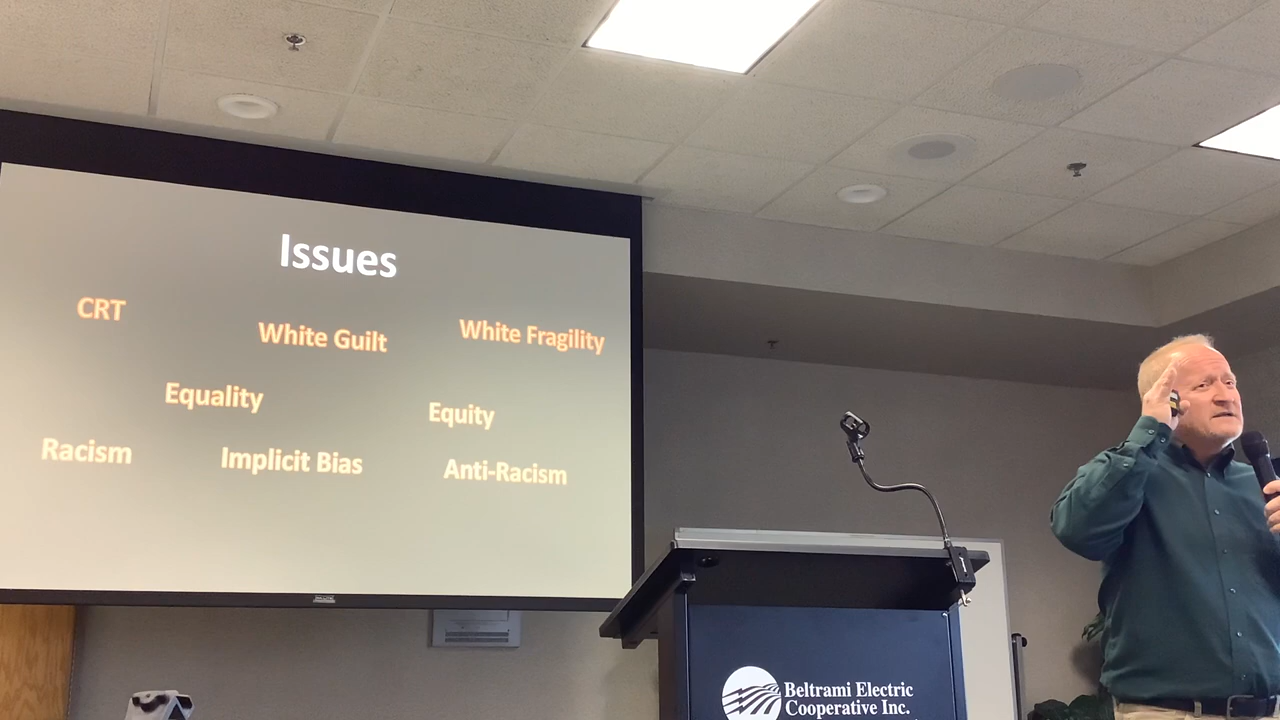 Issues
CRT
White Guilt
White Fragility
Equality
Equity
Racism
Implicit Bias
Anti-Racism
Beltrami Electric
Cooperative Inc.